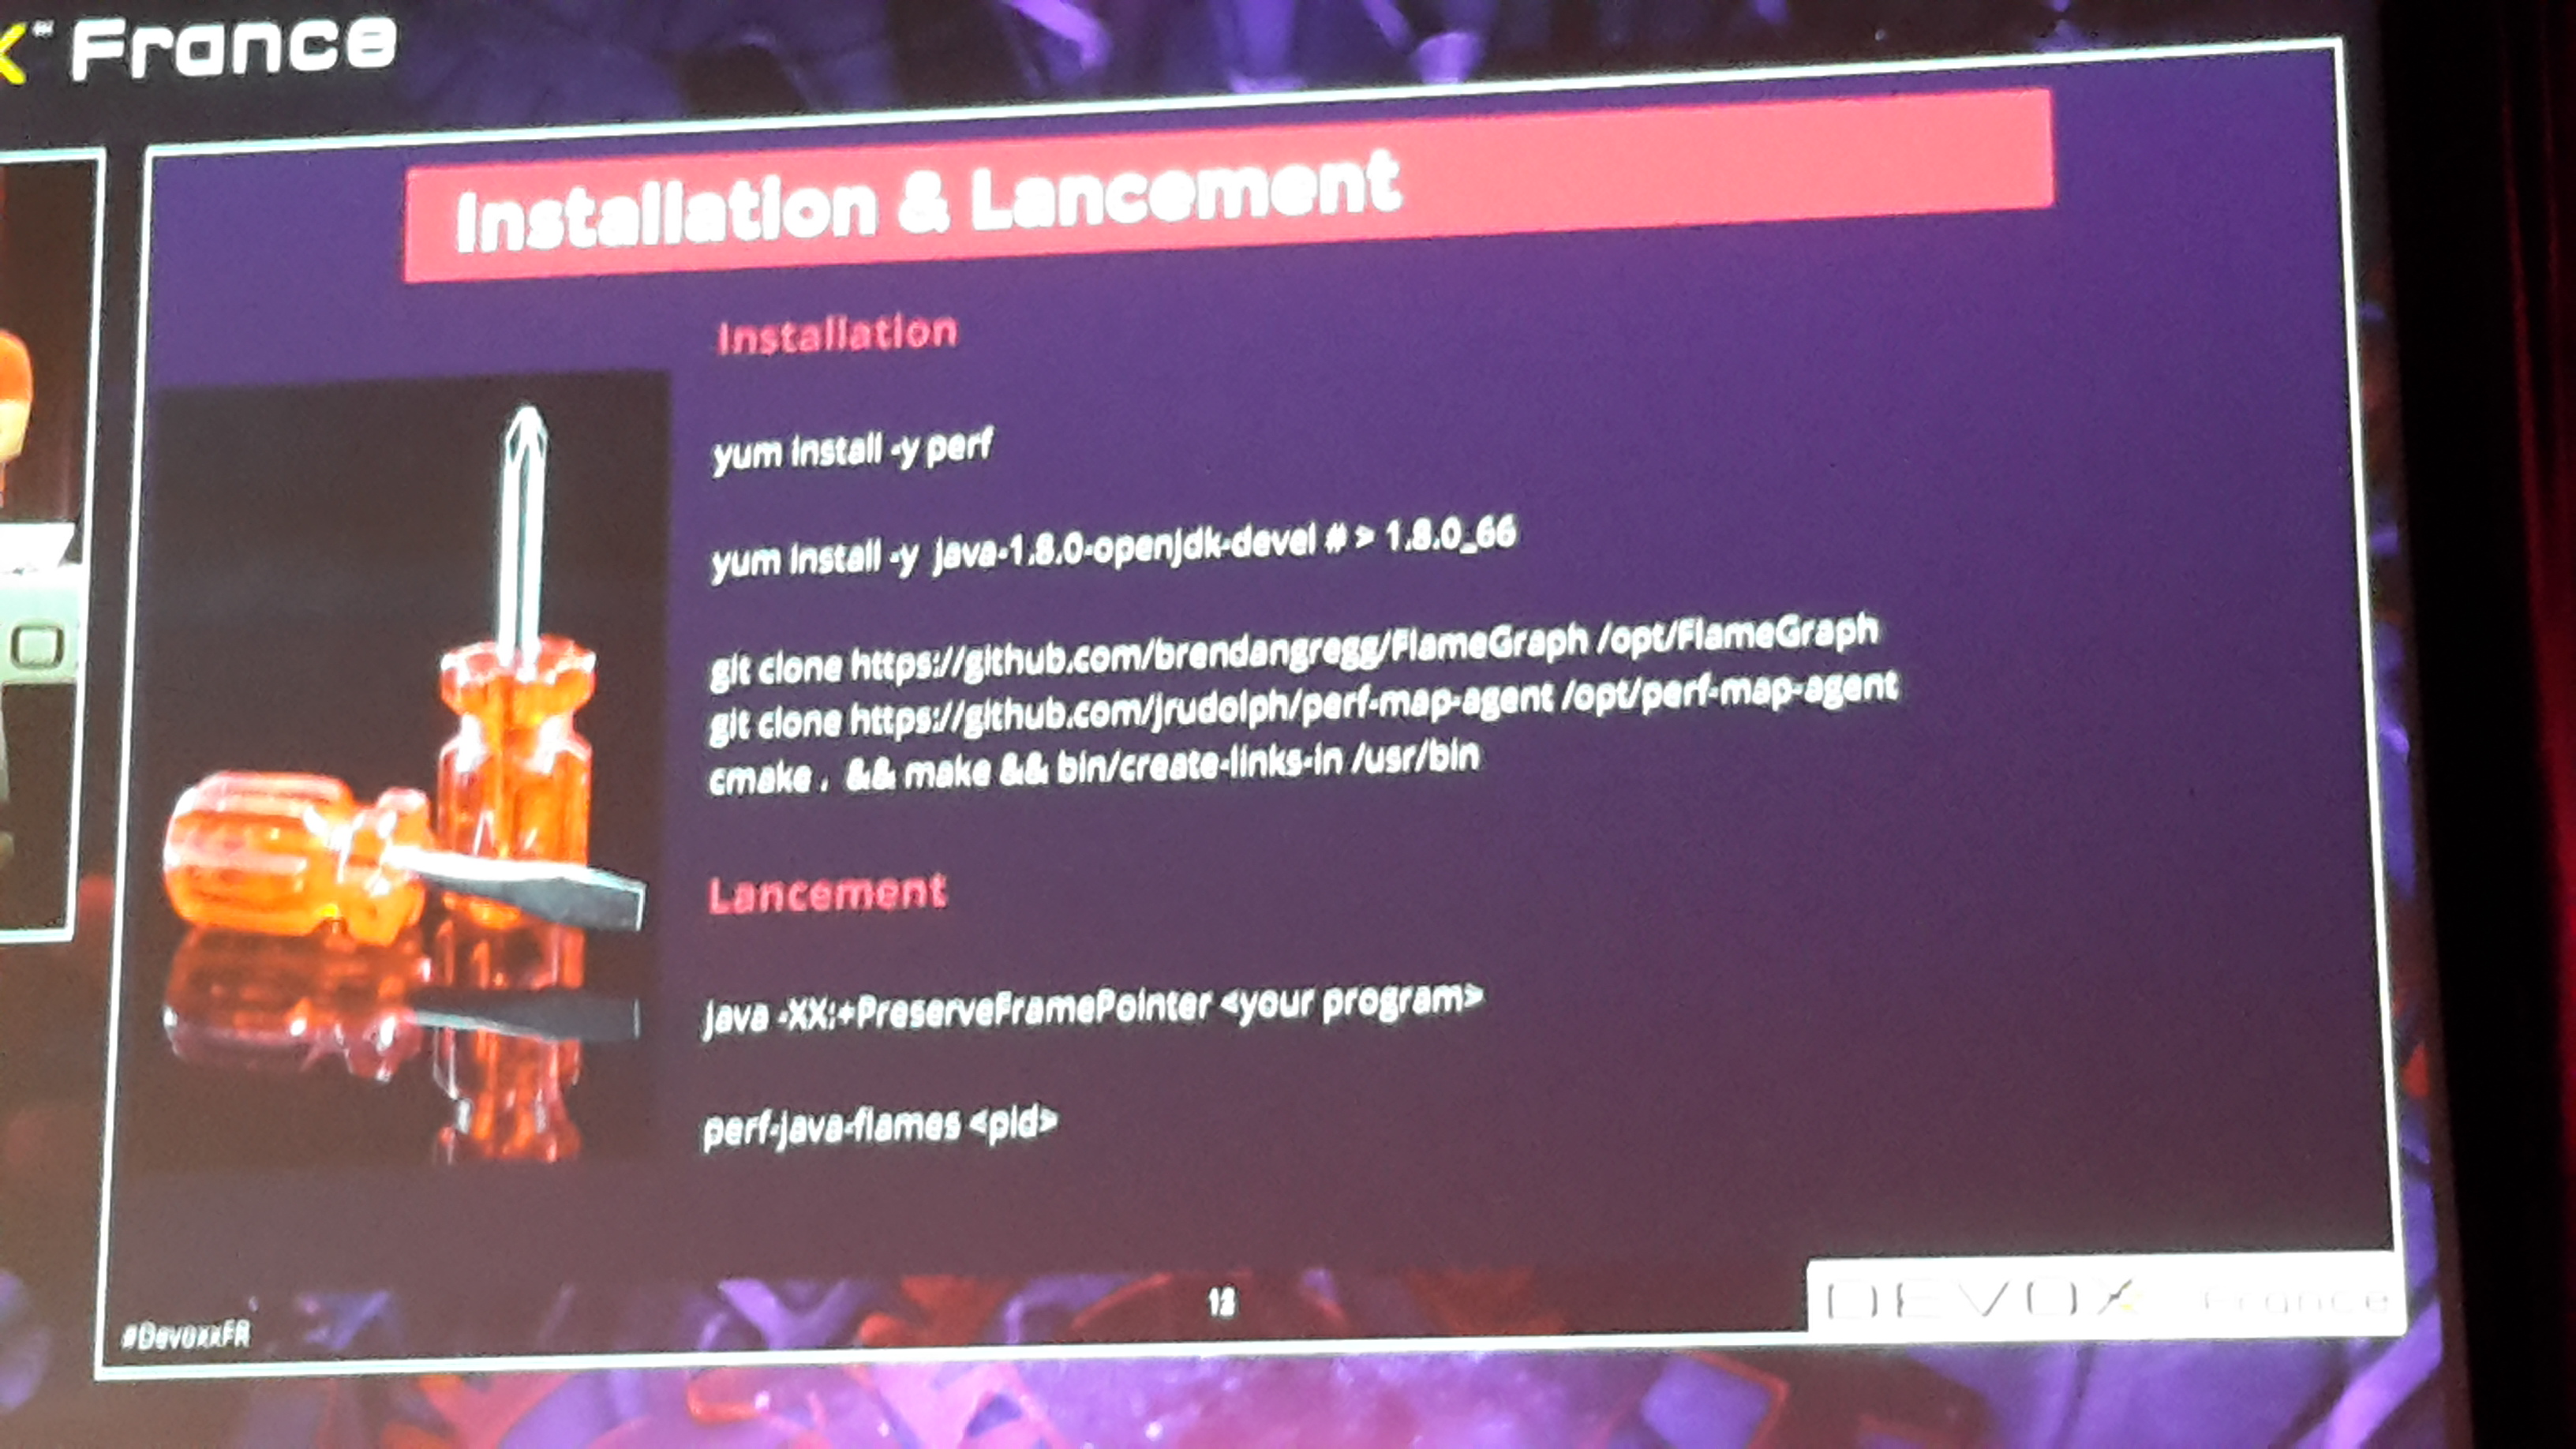 France
Installation & Lancement
Installation
yum install -y perf
yum install -y java-1.8.0-openjdk-devel # > 1.8.0_66
git clone https://github.com/brendangregg/FlameGraph /opt/FlameGraph
git clone https://github.com/jrudolph/perf-map-agent /opt/perf-map-agent
cmake . && make && bin/create-links-in /usr/bin
Lancement
java -XX:+PreserveFramePointer <your program>
perf-java-flames <pid>
#DevoxxFR
DEVOXX France